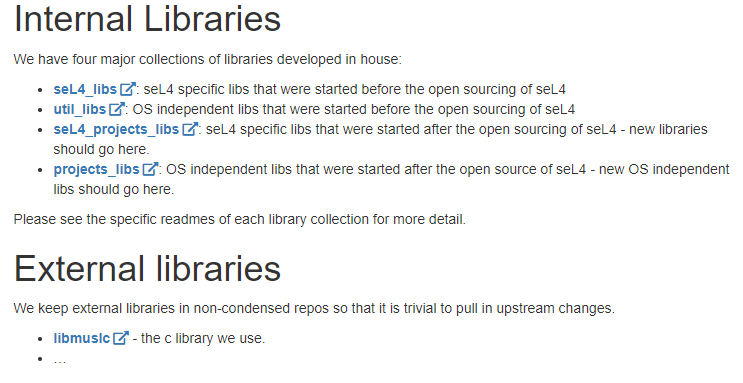 Internal Libraries
We have four major collections of libraries developed in house:
• seL4_libs: seL4 specific libs that were started before the open sourcing of seL4
• util_libs: OS independent libs that were started before the open sourcing of seL4
• seL4_projects_libs: seL4 specific libs that were started after the open sourcing of seL4 - new libraries
should go here.
• projects_libs: OS independent libs that were started after the open source of seL4 - new OS independent
libs should go here.
Please see the specific readmes of each library collection for more detail.
External libraries
We keep external libraries in non-condensed repos so that it is trivial to pull in upstream changes.
• libmuslc - the c library we use.
• …